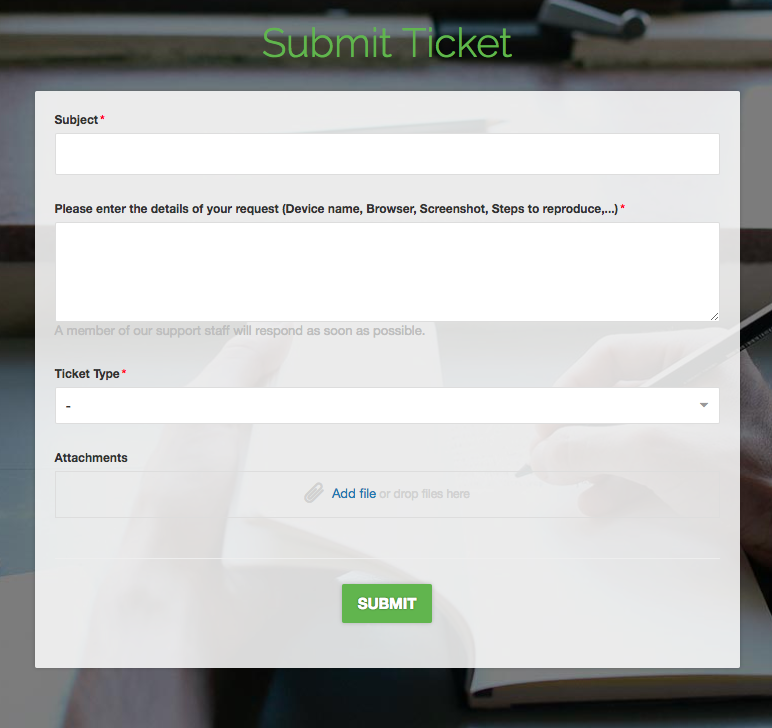 Submit Ticket
Subject *
Please enter the details of your request (Device name, Browser, Screenshot, Steps to reproduce,...) *
A member of our support staff will respond as soon as possible.
Ticket Type *
-
Attachments
Add file or drop files here
SUBMIT